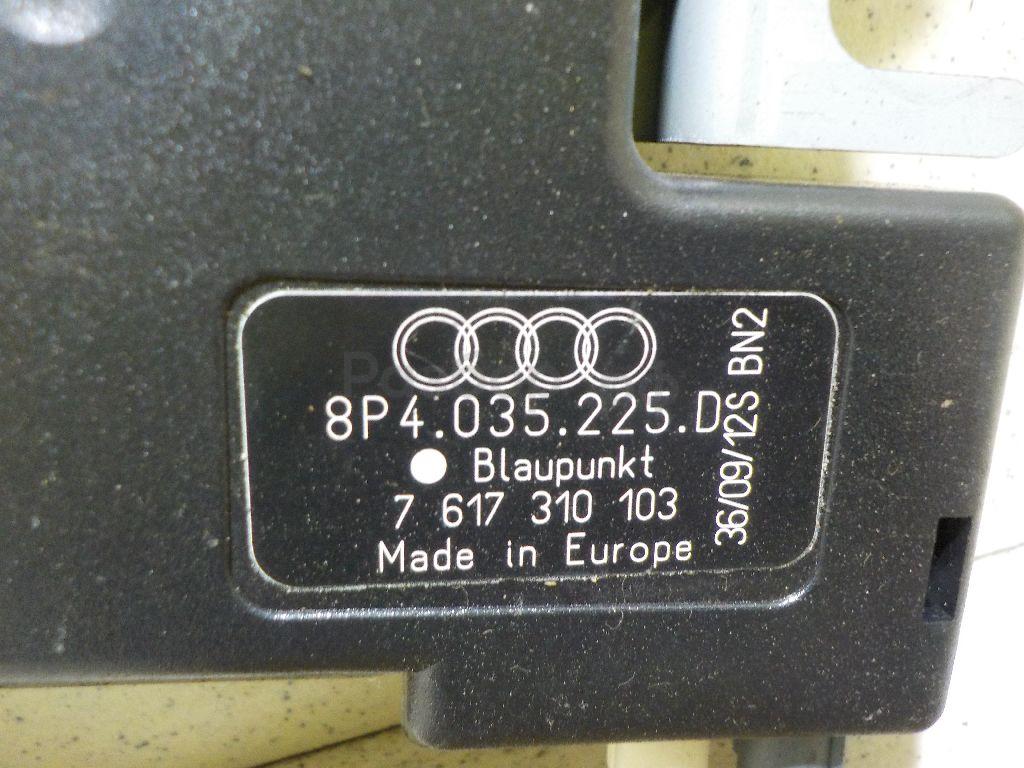 8P4.035.225.D
Blaupunkt
7 617 310 103
Made in Europe
36/09/12S BN2